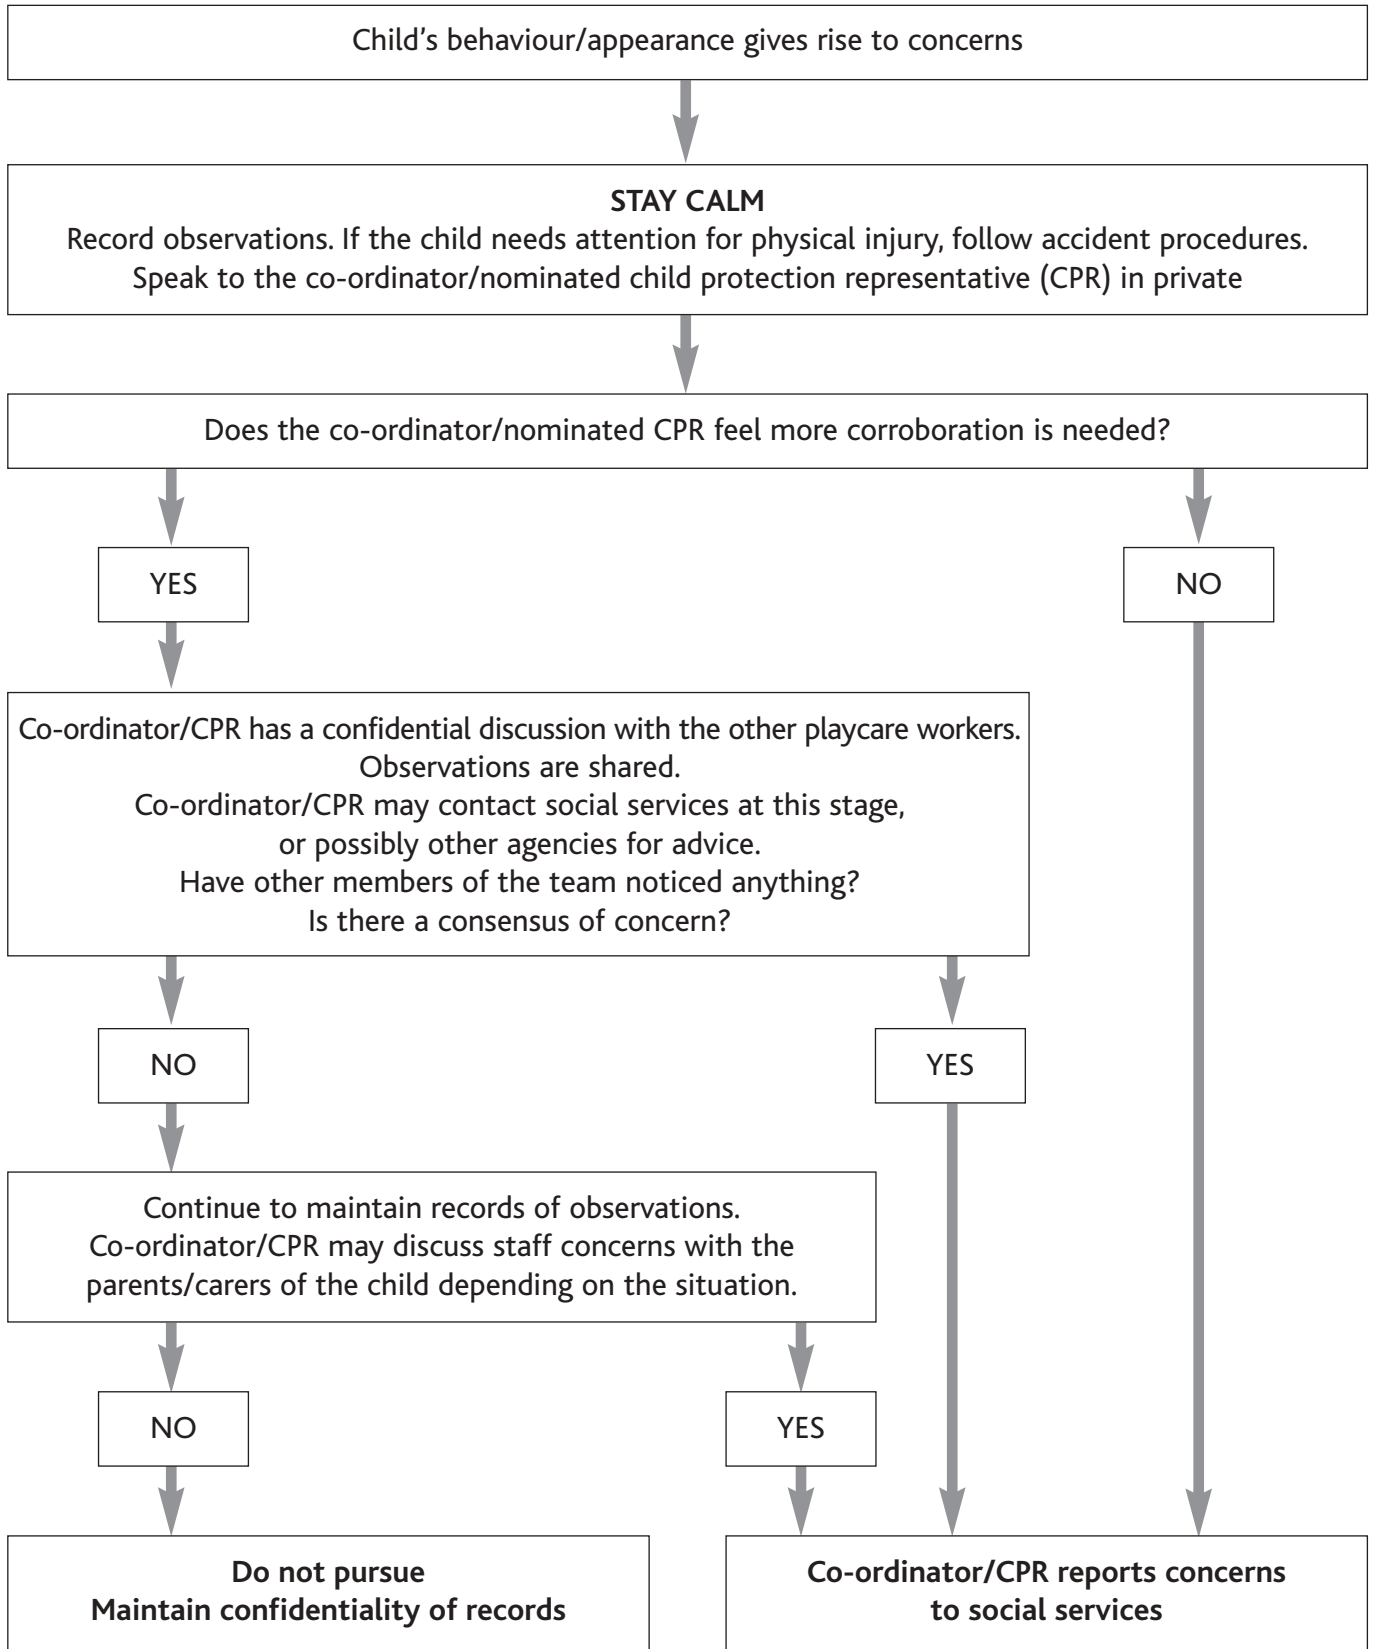 Child’s behaviour/appearance gives rise to concerns
STAY CALM
Record observations. If the child needs attention for physical injury, follow accident procedures.
Speak to the co-ordinator/nominated child protection representative (CPR) in private
Does the co-ordinator/nominated CPR feel more corroboration is needed?
YES
NO
Co-ordinator/CPR has a confidential discussion with the other playcare workers.
Observations are shared.
Co-ordinator/CPR may contact social services at this stage,
or possibly other agencies for advice.
Have other members of the team noticed anything?
Is there a consensus of concern?
NO
YES
Continue to maintain records of observations.
Co-ordinator/CPR may discuss staff concerns with the
parents/carers of the child depending on the situation.
NO
YES
Do not pursue
Maintain confidentiality of records
Co-ordinator/CPR reports concerns
to social services